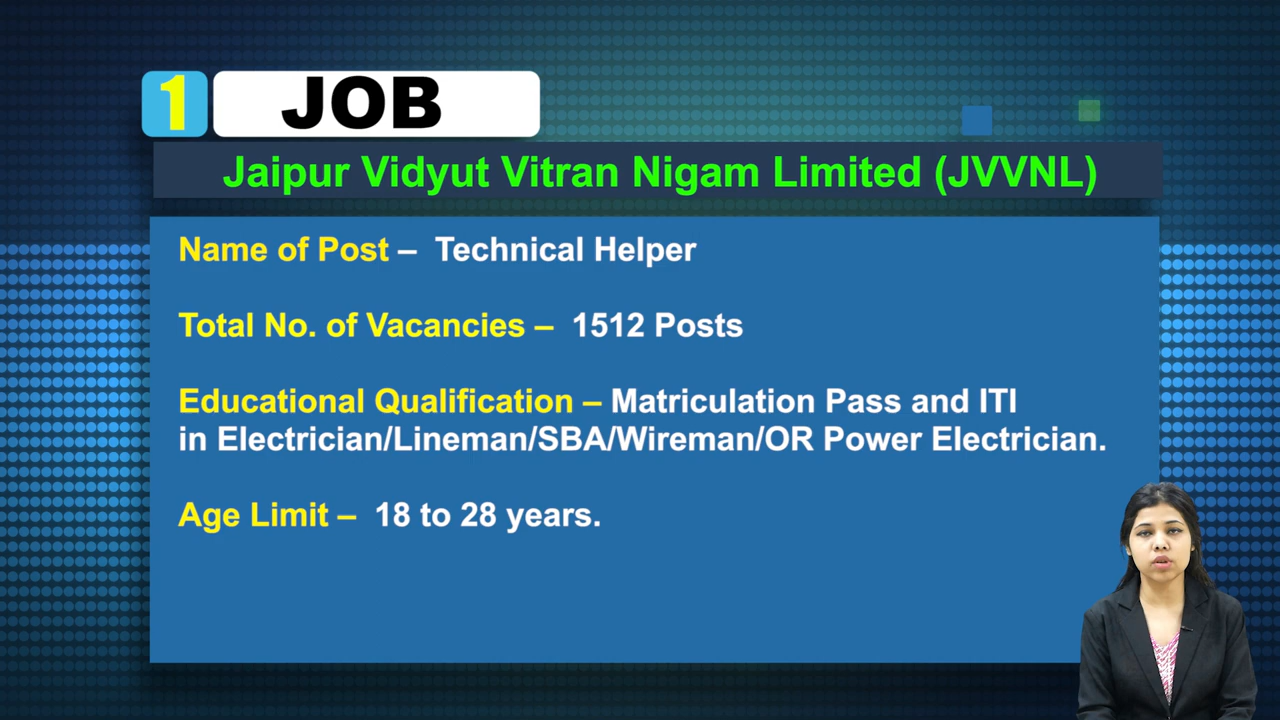 1 JOB
Jaipur Vidyut Vitran Nigam Limited (JVVNL)
Name of Post – Technical Helper
Total No. of Vacancies – 1512 Posts
Educational Qualification – Matriculation Pass and ITI
in Electrician/Lineman/SBA/Wireman/OR Power Electrician.
Age Limit – 18 to 28 years.